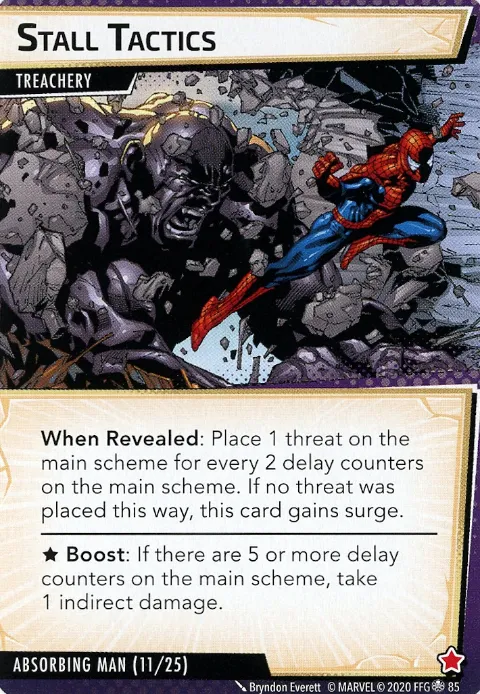 STALL TACTICS
TREACHERY
When Revealed: Place 1 threat on the
main scheme for every 2 delay counters
on the main scheme. If no threat was
placed this way, this card gains surge.
★ Boost: If there are 5 or more delay
counters on the main scheme, take
1 indirect damage.
ABSORBING MAN (11/25)
Bryndon Everett © MARVEL © 2020 FFG 85